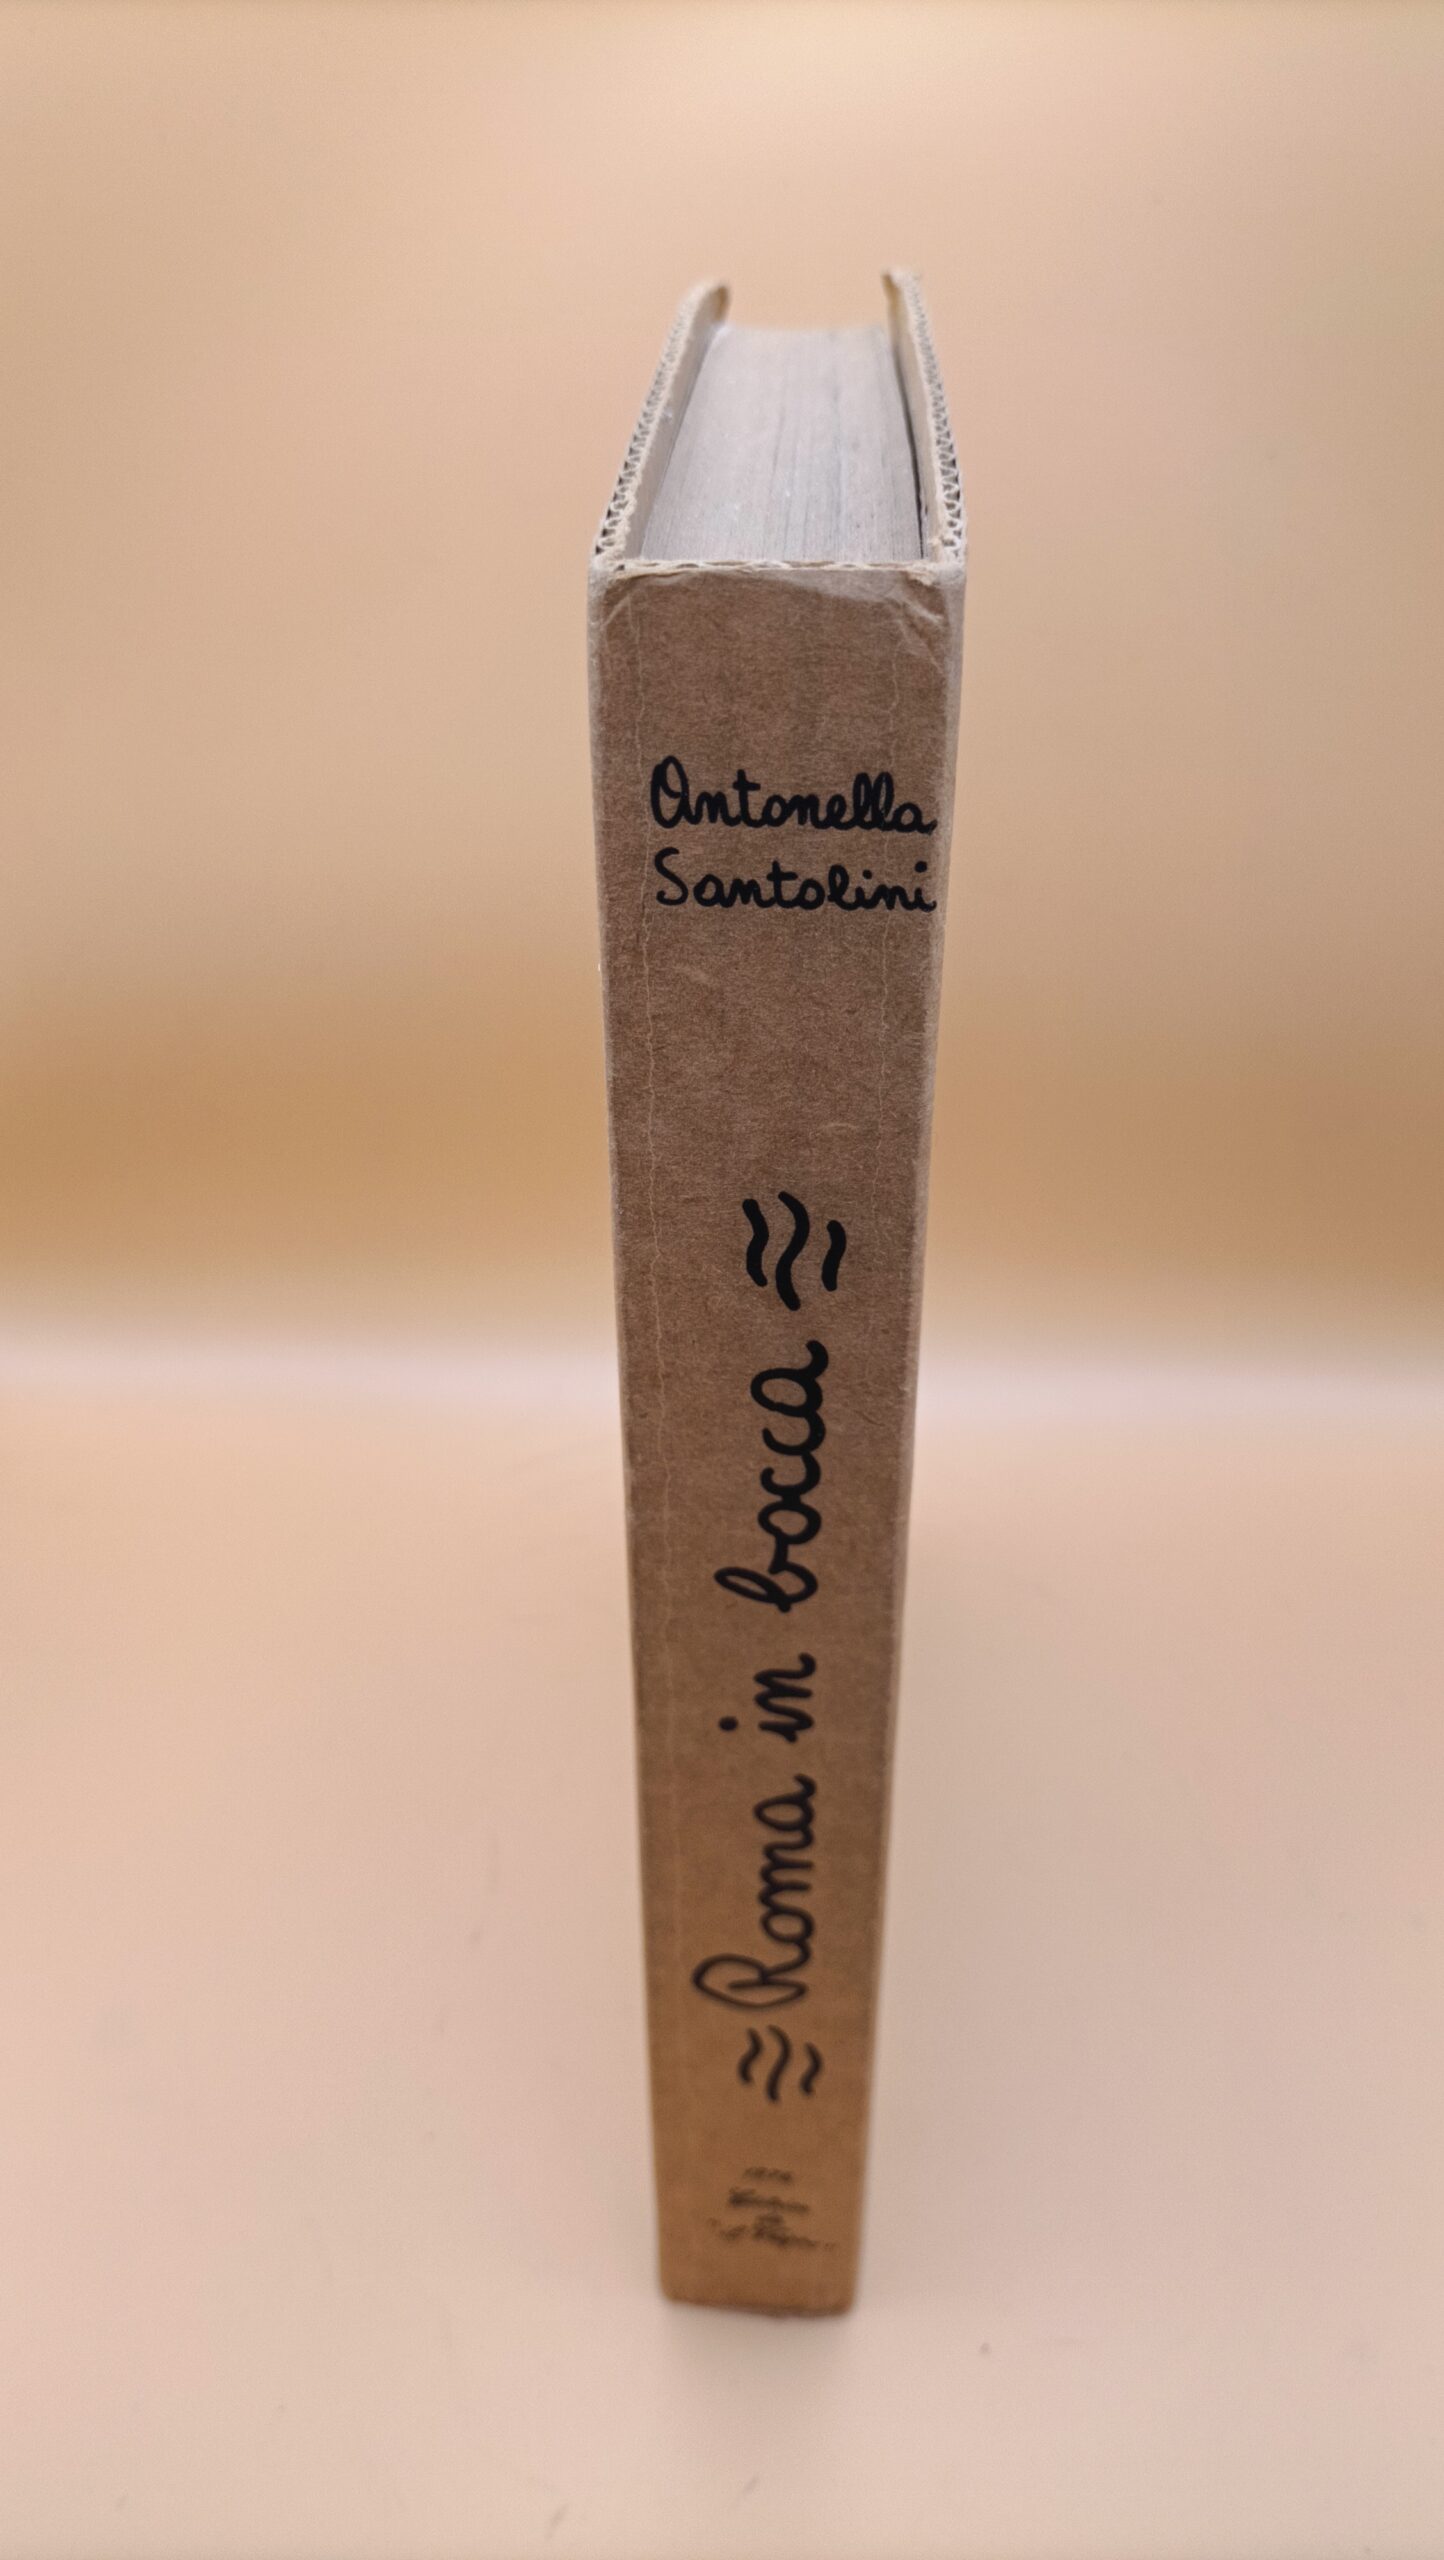 Antonella
Santolini
Roma in bocca